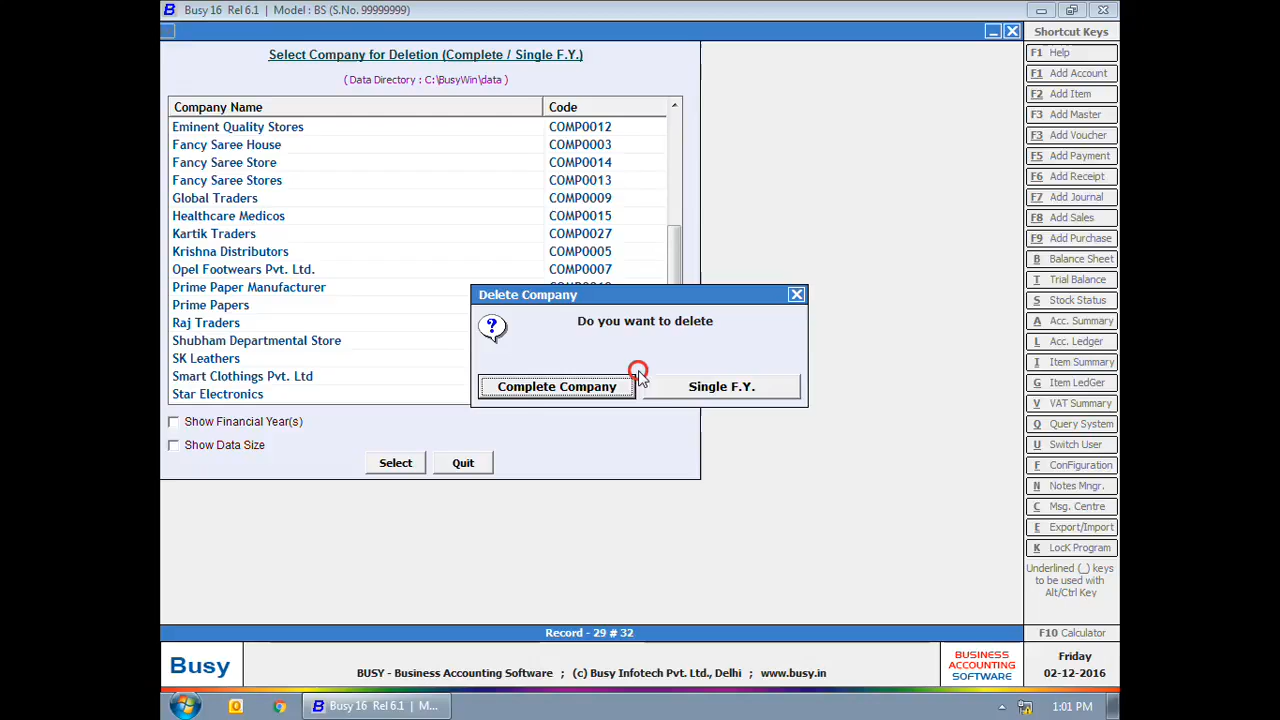 Busy 16 Rel 6.1 | Model : BS (S.No. 99999999)
Select Company for Deletion (Complete / Single F.Y.)
( Data Directory : C:\BusyWin\data )
Company Name Code
Eminent Quality Stores COMP0012
Fancy Saree House COMP0003
Fancy Saree Store COMP0014
Fancy Saree Stores COMP0013
Global Traders COMP0009
Healthcare Medicos COMP0015
Kartik Traders COMP0027
Krishna Distributors COMP0005
Opel Footwears Pvt. Ltd. COMP0007
Prime Paper Manufacturer
Prime Papers
Raj Traders
Shubham Departmental Store
SK Leathers
Smart Clothings Pvt. Ltd
Star Electronics
Show Financial Year(s)
Show Data Size
Select Quit
Delete Company
Do you want to delete
Complete Company Single F.Y.
Shortcut Keys
F1 Help
F1 Add Account
F2 Add Item
F3 Add Master
F3 Add Voucher
F5 Add Payment
F6 Add Receipt
F7 Add Journal
F8 Add Sales
F9 Add Purchase
B Balance Sheet
T Trial Balance
S Stock Status
A Acc. Summary
L Acc. Ledger
I Item Summary
G Item LedGer
V VAT Summary
Q Query System
U Switch User
F ConFiguration
N Notes Mngr.
C Msg. Centre
E Export/Import
K LocK Program
Underlined (_) keys
to be used with
Alt/Ctrl Key
F10 Calculator
Record - 29 # 32
Busy
BUSY - Business Accounting Software ; (c) Busy Infotech Pvt. Ltd., Delhi ; www.busy.in
BUSINESS
ACCOUNTING
SOFTWARE
Friday
02-12-2016
Busy 16 Rel 6.1 | M...
1:01 PM